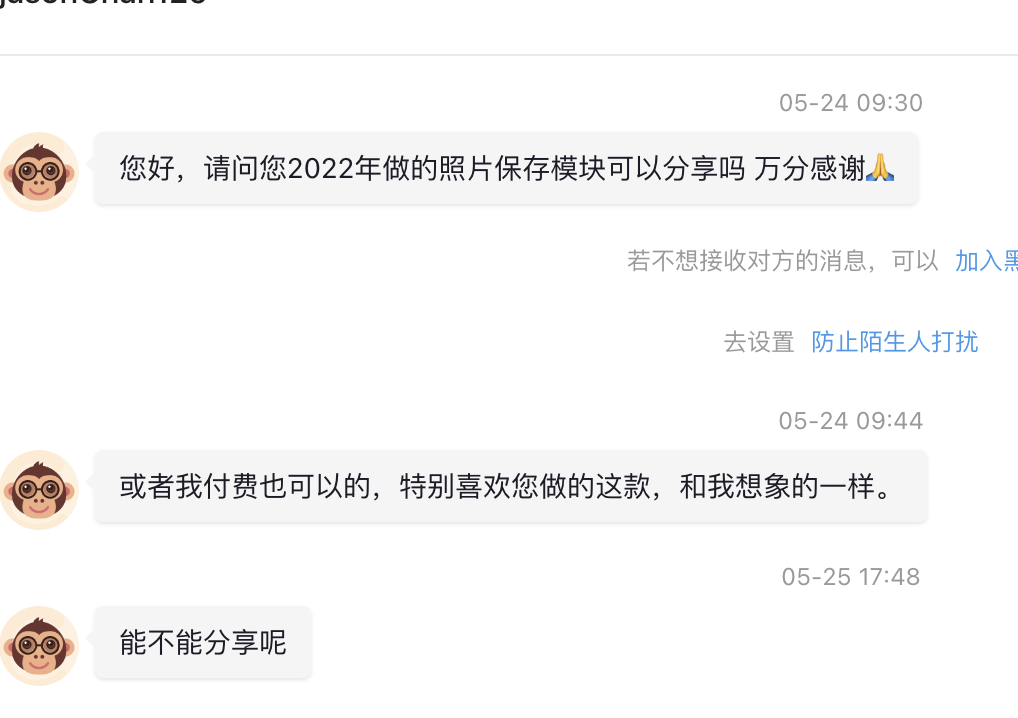 05-24 09:30
您好，请问您2022年做的照片保存模块可以分享吗 万分感谢🙏
若不想接收对方的消息，可以 加入黑
去设置 防止陌生人打扰
05-24 09:44
或者我付费也可以的，特别喜欢您做的这款，和我想象的一样。
05-25 17:48
能不能分享呢